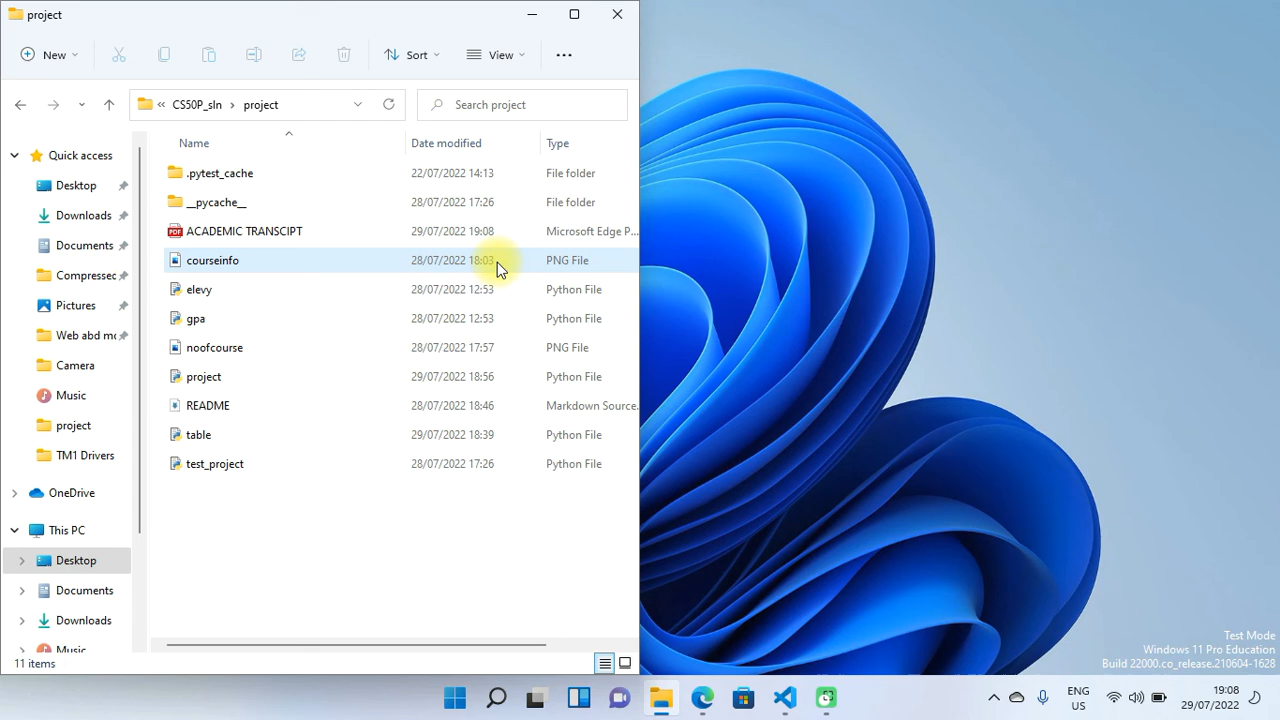 project
New
Sort
View
CS50P_sln
project
Search project
Name
Date modified
Type
Quick access
Desktop
Downloads
Documents
Compressed
Pictures
Web abd mo
Camera
Music
project
TM1 Drivers
OneDrive
This PC
Desktop
Documents
Downloads
Music
.pytest_cache 22/07/2022 14:13 File folder
__pycache__ 28/07/2022 17:26 File folder
PDF ACADEMIC TRANSCIPT 29/07/2022 19:08 Microsoft Edge P...
courseinfo 28/07/2022 18:03 PNG File
elevy 28/07/2022 12:53 Python File
gpa 28/07/2022 12:53 Python File
noofcourse 28/07/2022 17:57 PNG File
project 29/07/2022 18:56 Python File
README 28/07/2022 18:46 Markdown Source...
table 29/07/2022 18:39 Python File
test_project 28/07/2022 17:26 Python File
11 items
Test Mode
Windows 11 Pro Education
Build 22000.co_release.210604-1628
ENG
US
19:08
29/07/2022